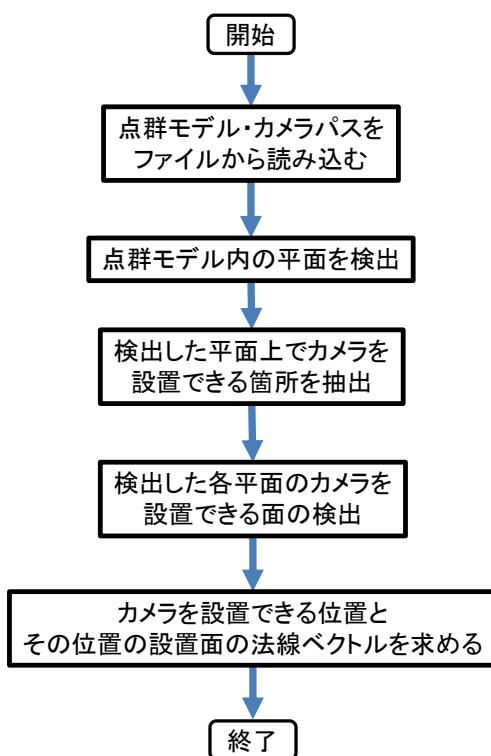 開始
点群モデル・カメラパスを
ファイルから読み込む
点群モデル内の平面を検出
検出した平面上でカメラを
設置できる箇所を抽出
検出した各平面のカメラを
設置できる面の検出
カメラを設置できる位置と
その位置の設置面の法線ベクトルを求める
終了